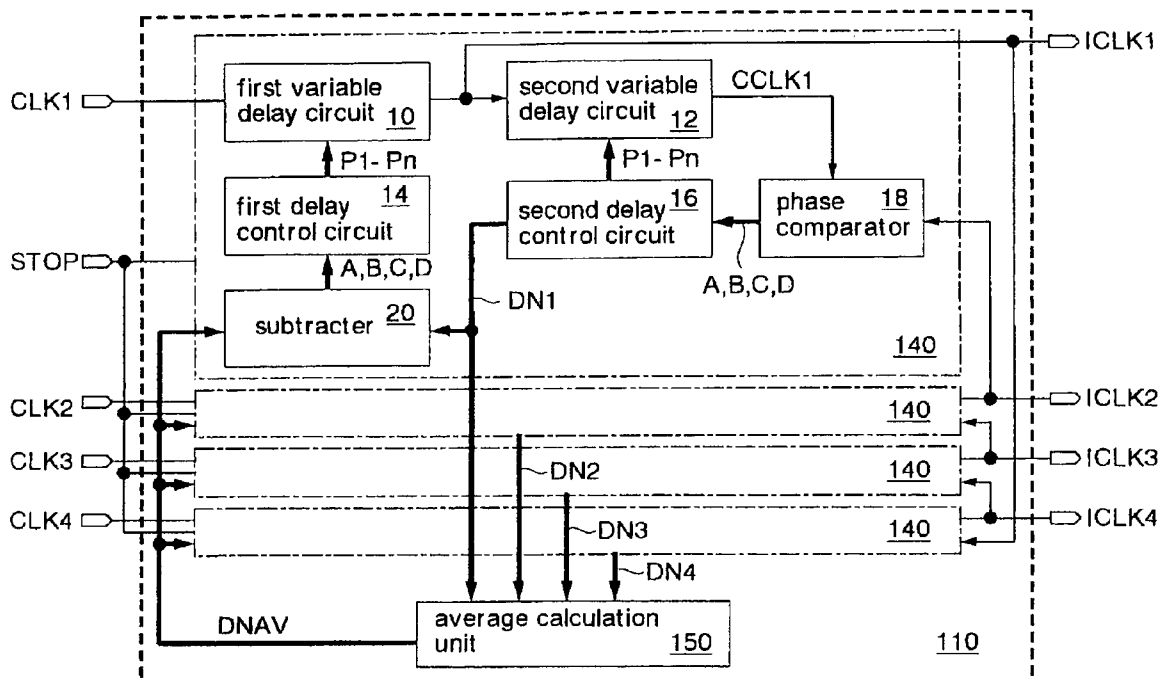 ICLK1
CLK1
first variable
delay circuit 10
second variable
delay circuit 12
CCLK1
P1- Pn
P1- Pn
14
first delay
control circuit
16
second delay
control circuit
phase 18
comparator
STOP
A,B,C,D
A,B,C,D
DN1
subtracter 20
140
CLK2
140
ICLK2
CLK3
140
ICLK3
DN2
CLK4
140
ICLK4
DN3
DN4
DNAV
average calculation
unit 150
110